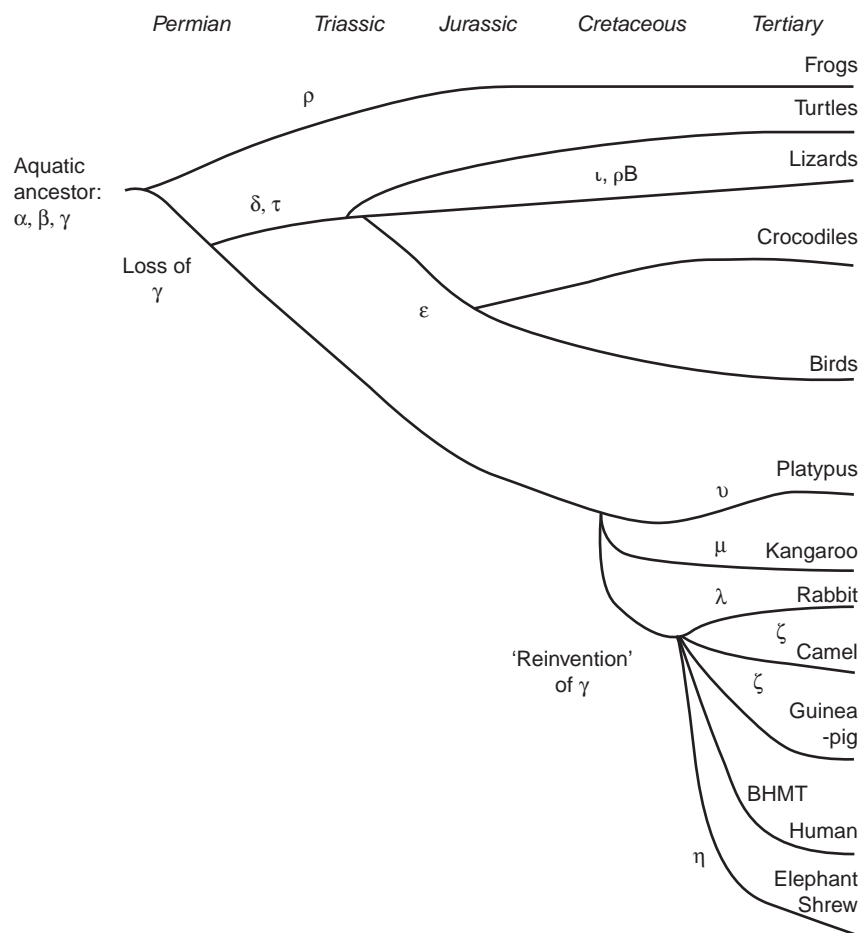 Permian Triassic Jurassic Cretaceous Tertiary
Frogs
ρ
Turtles
Aquatic
ancestor:
α, β, γ
Lizards
ι, ρB
δ, τ
Crocodiles
Loss of
γ
ε
Birds
Platypus
υ
μ Kangaroo
λ Rabbit
ζ
Camel
'Reinvention'
of γ
ζ
Guinea
-pig
BHMT
Human
η
Elephant
Shrew